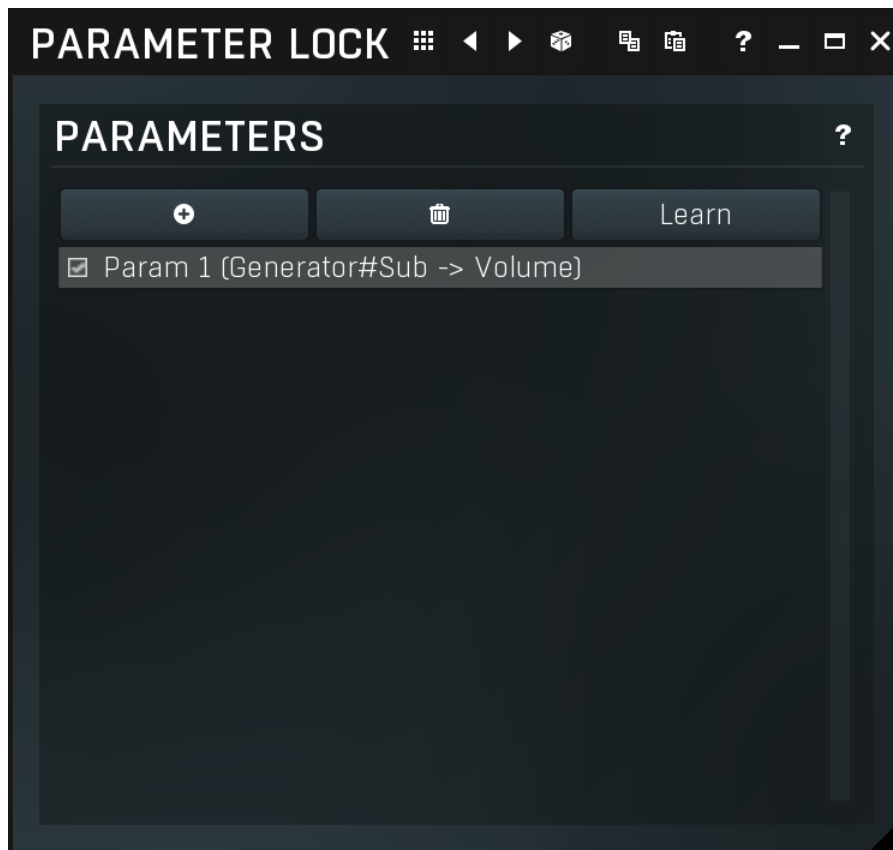 PARAMETER LOCK ?
PARAMETERS ?
Learn
Param 1 (Generator#Sub -> Volume)